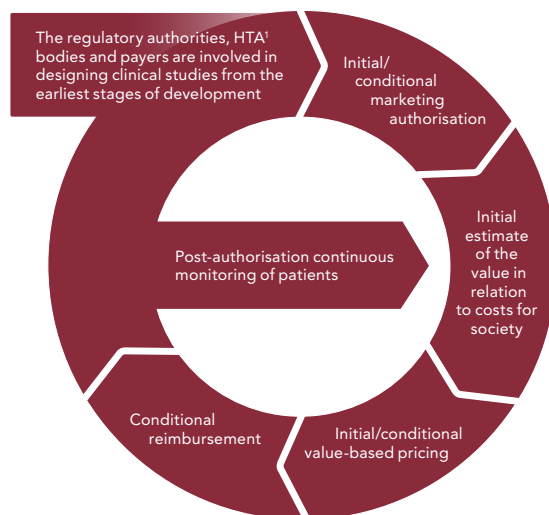 The regulatory authorities, HTA¹
bodies and payers are involved in
designing clinical studies from the
earliest stages of development
Initial/
conditional
marketing
authorisation
Initial
estimate
of the
value in
relation
to costs for
society
Post-authorisation continuous
monitoring of patients
Initial/conditional
value-based pricing
Conditional
reimbursement